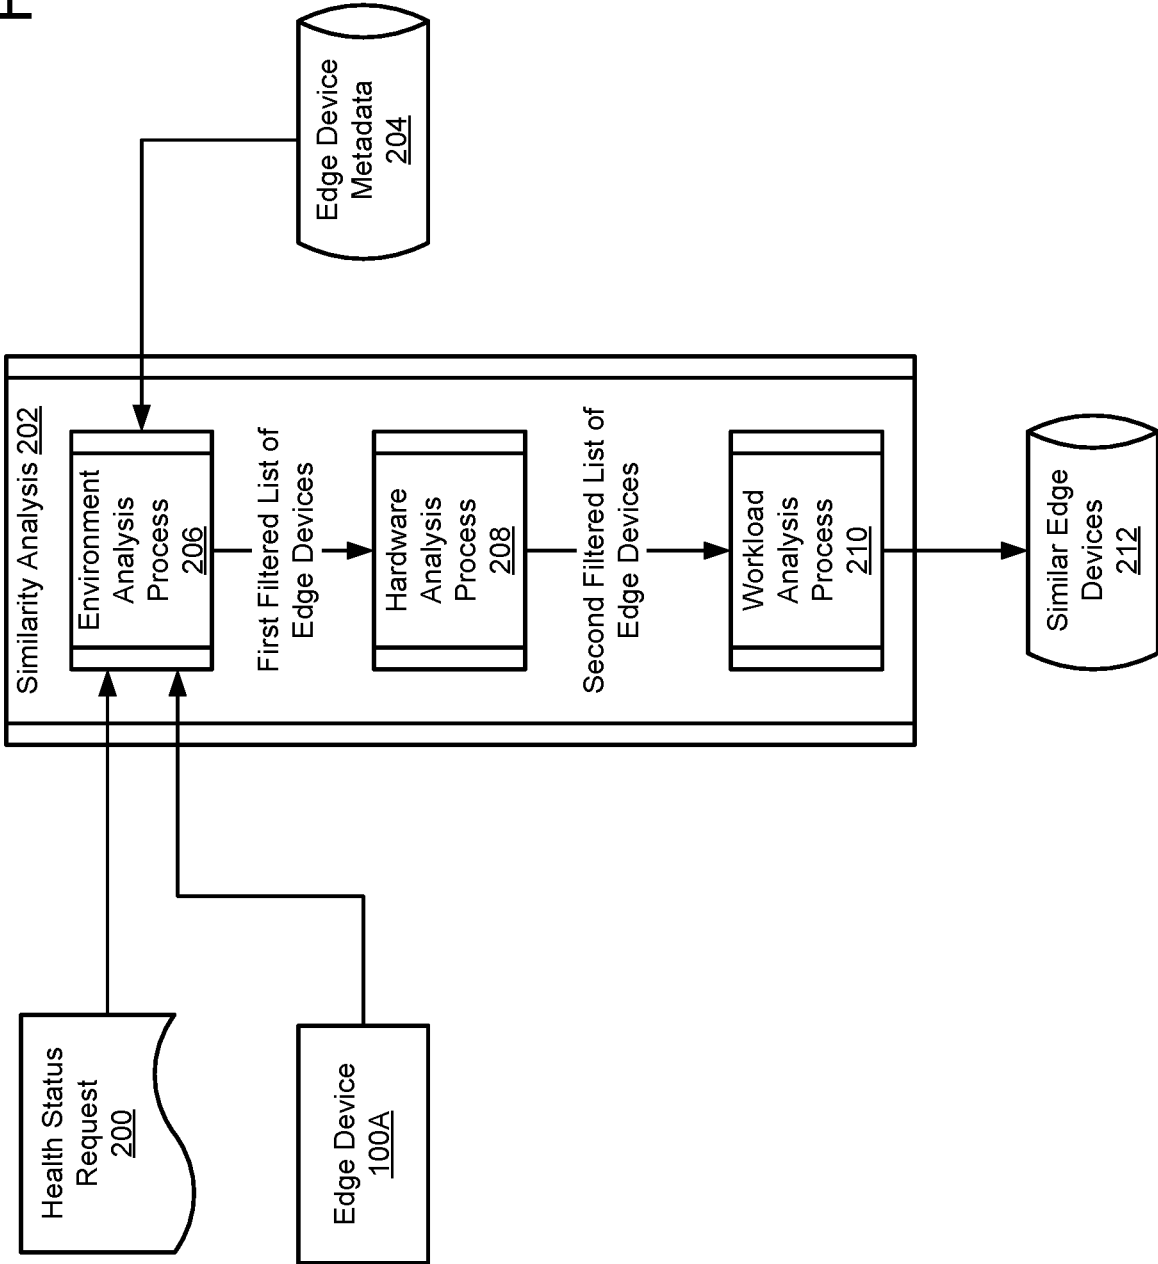 Health Status
Request
200
Edge Device
100A
Similarity Analysis 202
Environment
Analysis
Process
206
First Filtered List of
Edge Devices
Hardware
Analysis
Process
208
Second Filtered List of
Edge Devices
Workload
Analysis
Process
210
Edge Device
Metadata
204
Similar Edge
Devices
212